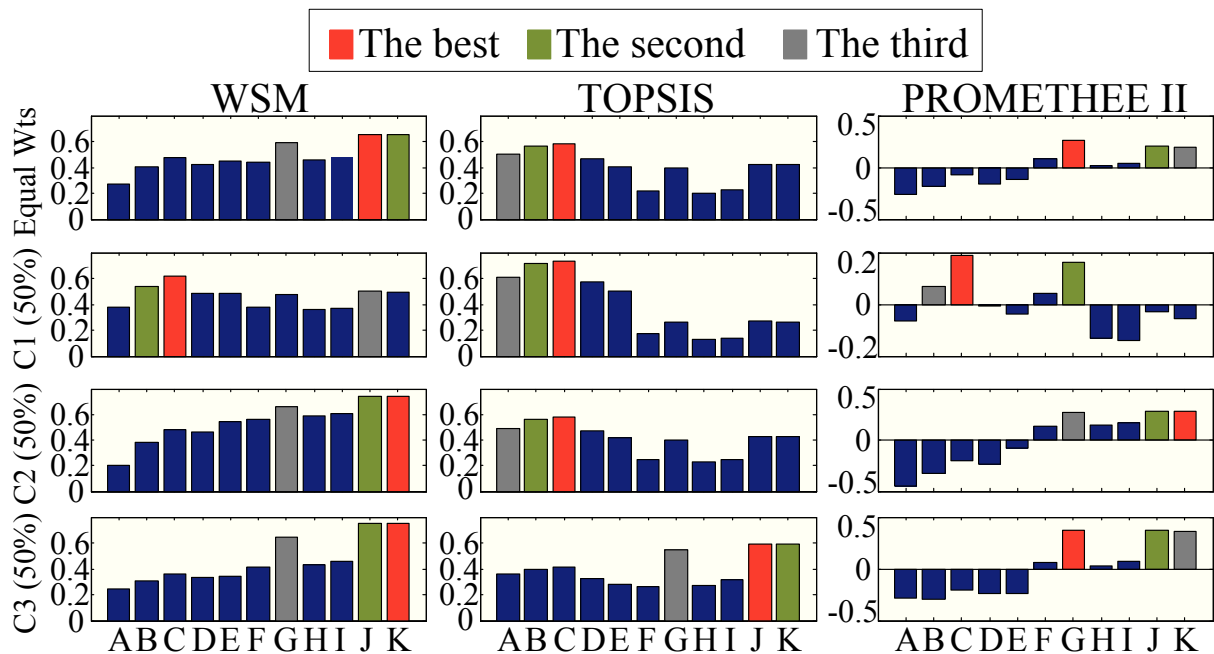 The best The second The third
WSM TOPSIS PROMETHEE II
Equal Wts
0.6 0.4 0.2 0
0.6 0.4 0.2 0
0.5 0 -0.5
C1 (50%)
0.6 0.4 0.2 0
0.6 0.4 0.2 0
0.2 0 -0.2
C2 (50%)
0.6 0.4 0.2 0
0.6 0.4 0.2 0
0.5 0 -0.5
C3 (50%)
0.6 0.4 0.2 0
0.6 0.4 0.2 0
0.5 0 -0.5
A B C D E F G H I J K A B C D E F G H I J K A B C D E F G H I J K